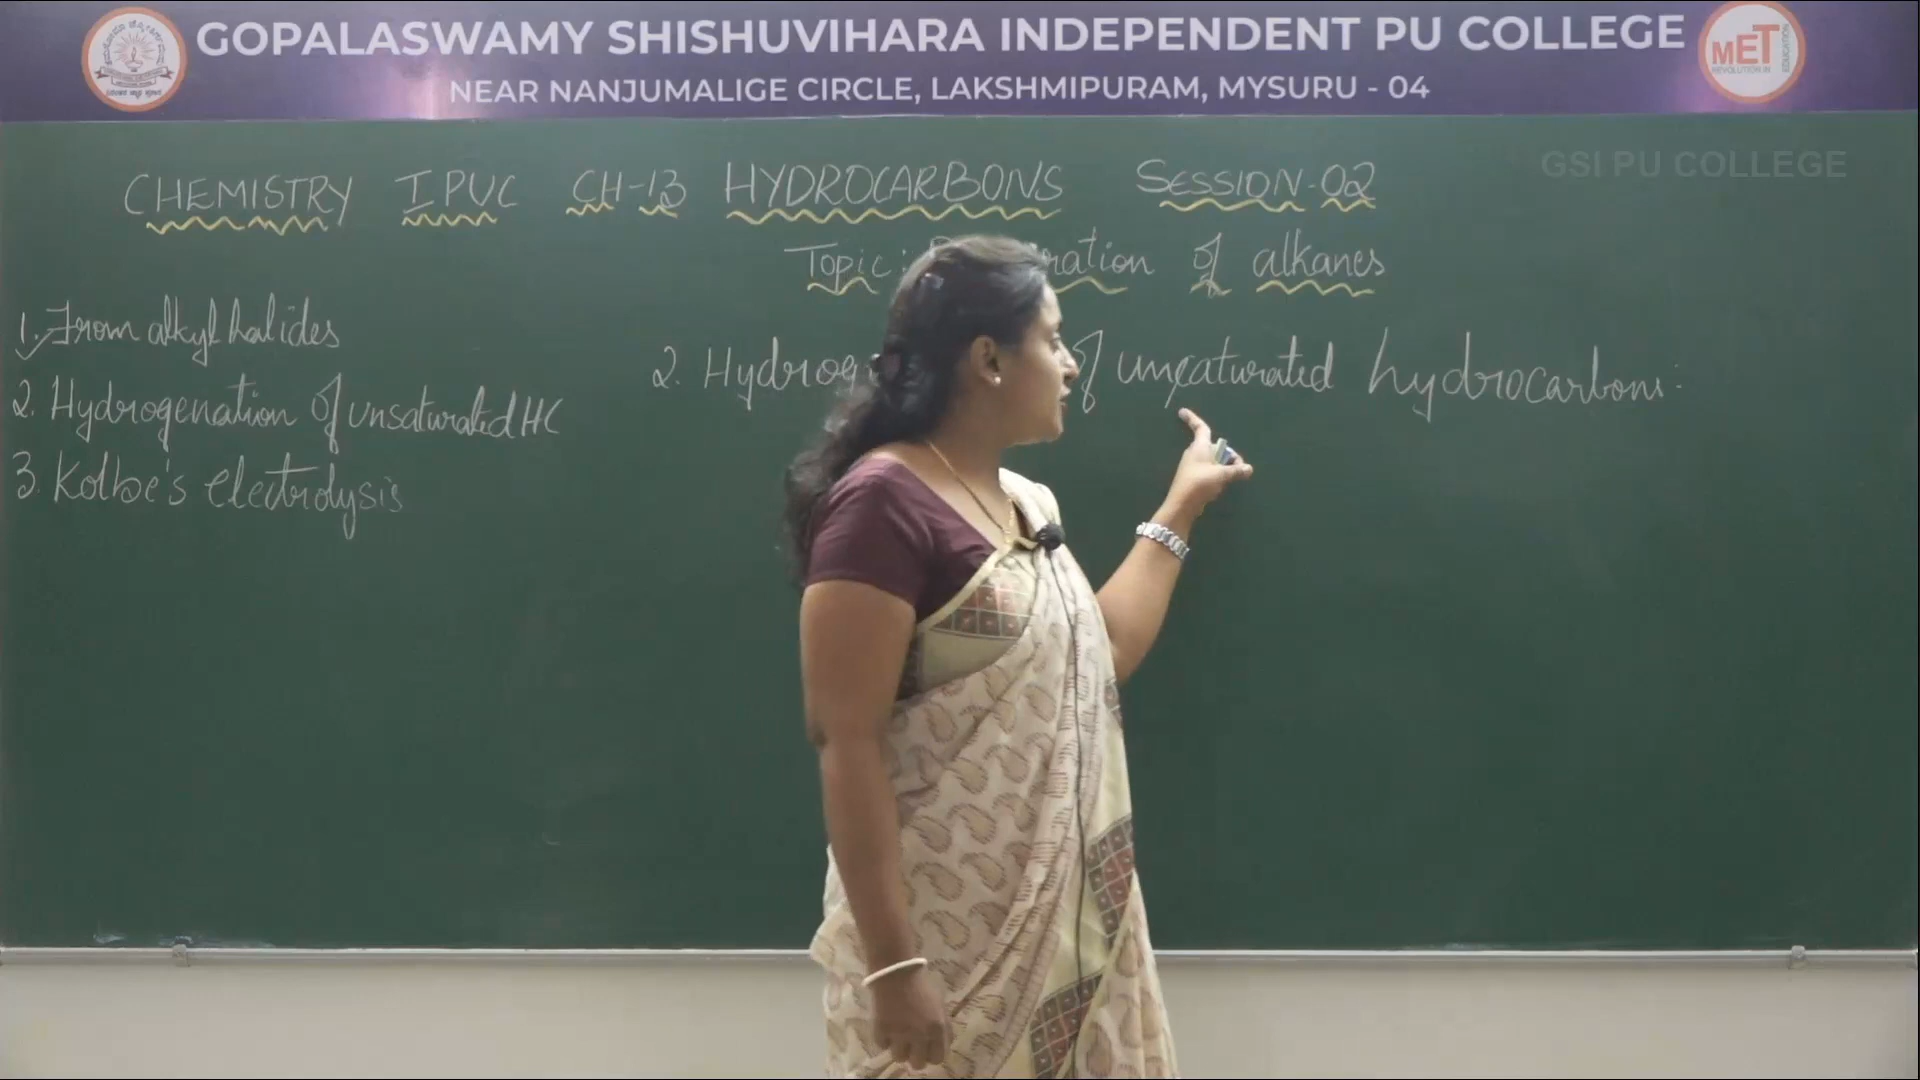 GOPALASWAMY SHISHUVIHARA INDEPENDENT PU COLLEGE
NEAR NANJUMALIGE CIRCLE, LAKSHMIPURAM, MYSURU - 04
MET
GSI PU COLLEGE
CHEMISTRY I PUC CH-13 HYDROCARBONS SESSION-02
Topic: of alkanes
1. From alkyl halides
2. Hydrogenation of unsaturated HC
3. Kolbe's electrolysis
2. of unsaturated hydrocarbons: